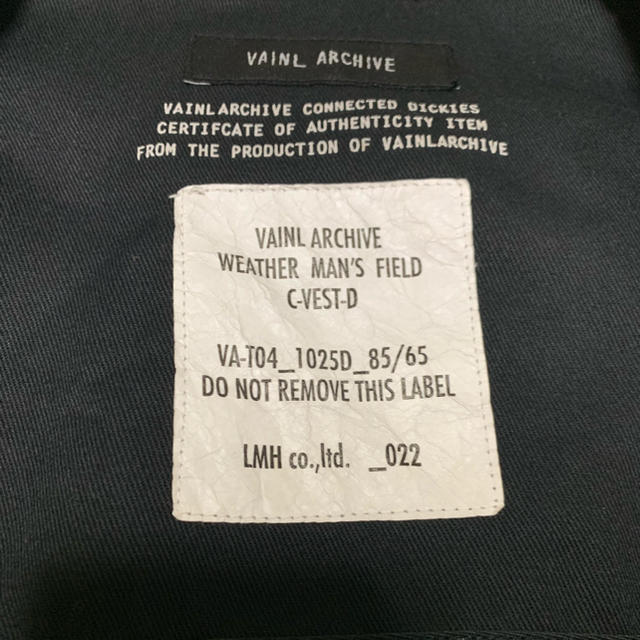 VAINL ARCHIVE
VAINLARCHIVE CONNECTED DICKIES
CERTIFCATE OF AUTHENTICITY ITEM
FROM THE PRODUCTION OF VAINLARCHIVE
VAINL ARCHIVE
WEATHER MAN'S FIELD
C-VEST-D
VA-T04_1025D_85/65
DO NOT REMOVE THIS LABEL
LMH co.,ltd. _022